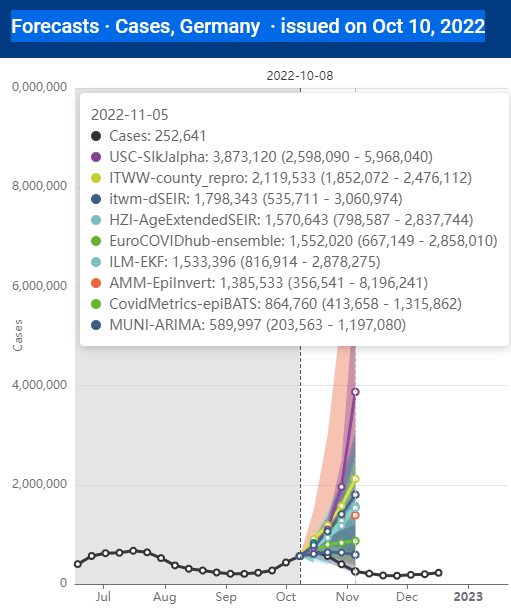 Forecasts · Cases, Germany · issued on Oct 10, 2022
2022-10-08
0,000,000
2022-11-05
Cases: 252,641
USC-SIkJalpha: 3,873,120 (2,598,090 - 5,968,040)
ITWW-county_repro: 2,119,533 (1,852,072 - 2,476,112)
8,000,000
itwm-dSEIR: 1,798,343 (535,711 - 3,060,974)
HZI-AgeExtendedSEIR: 1,570,643 (798,587 - 2,837,744)
EuroCOVIDhub-ensemble: 1,552,020 (667,149 - 2,858,010)
ILM-EKF: 1,533,396 (816,914 - 2,878,275)
6,000,000
AMM-EpiInvert: 1,385,533 (356,541 - 8,196,241)
CovidMetrics-epiBATS: 864,760 (413,658 - 1,315,862)
MUNI-ARIMA: 589,997 (203,563 - 1,197,080)
Cases
4,000,000
2,000,000
0
Jul Aug Sep Oct Nov Dec 2023